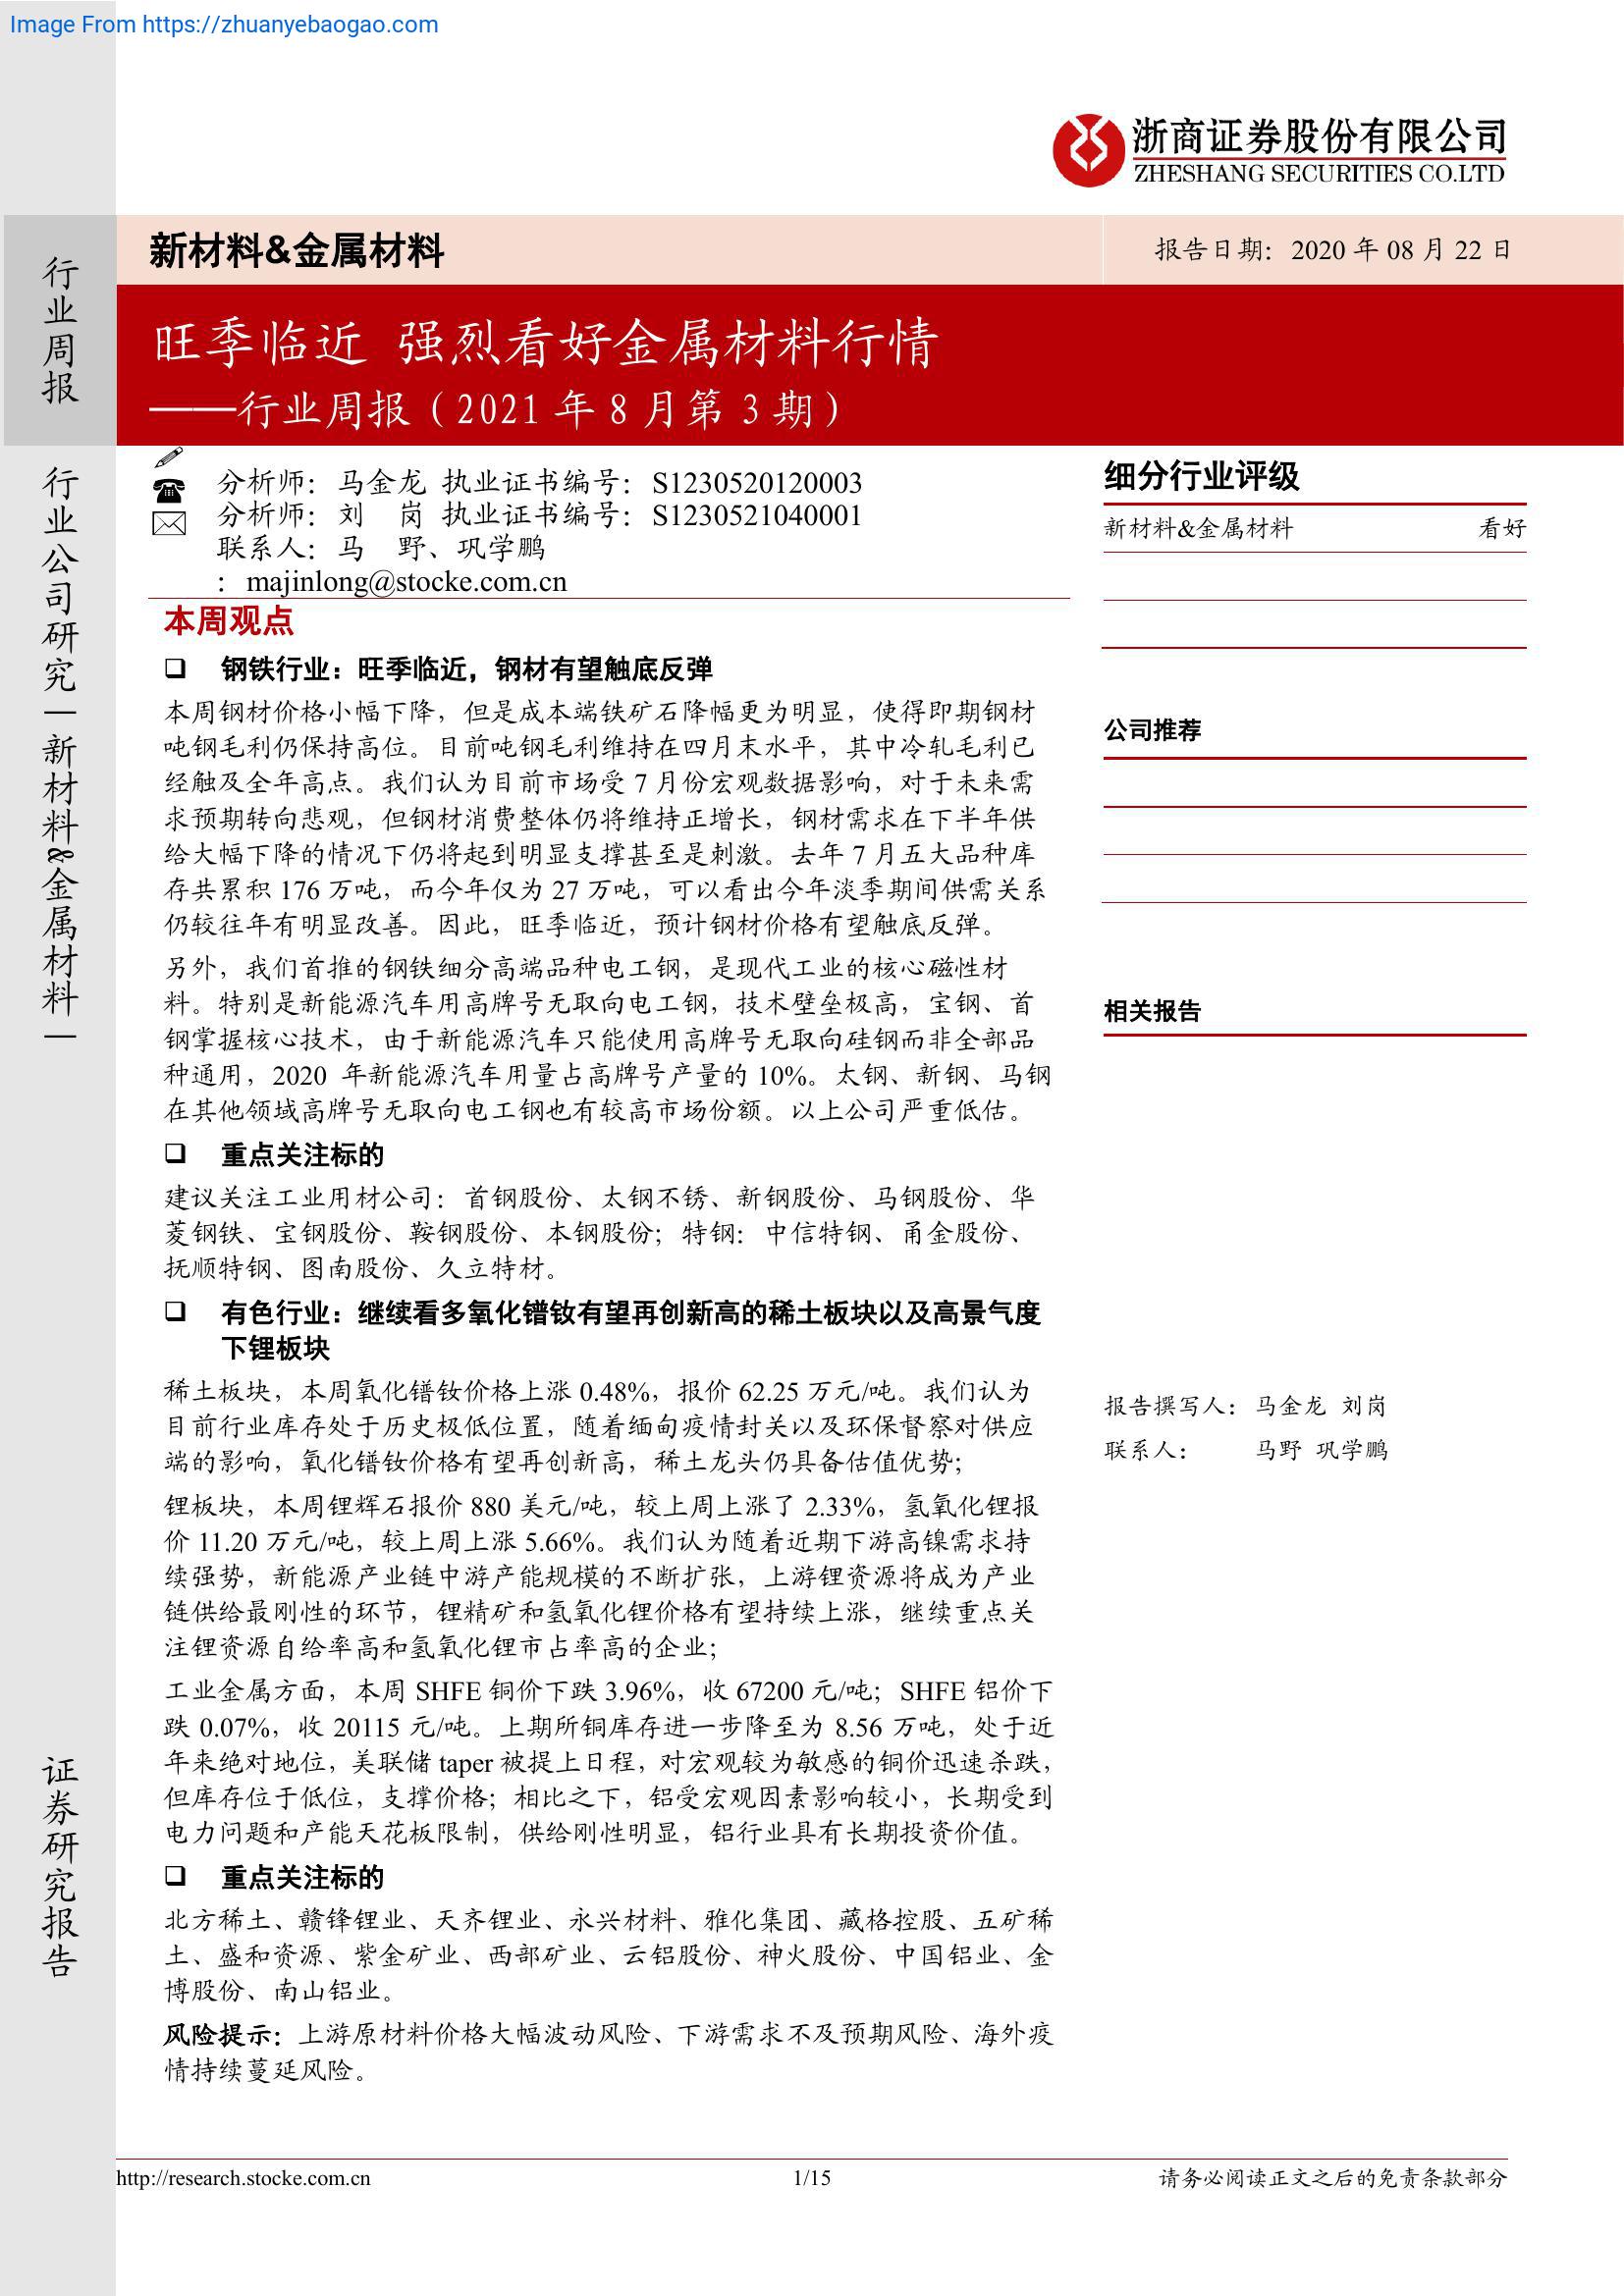 Image From https://zhuanyebaogao.com
浙商证券股份有限公司
ZHESHANG SECURITIES CO.LTD
新材料&金属材料
报告日期：2020 年 08 月 22 日
行业周报
旺季临近 强烈看好金属材料行情
——行业周报（2021 年 8 月第 3 期）
行业公司研究|新材料&金属材料|
证券研究报告
分析师：马金龙 执业证书编号：S1230520120003
分析师：刘　岗 执业证书编号：S1230521040001
联系人：马　野、巩学鹏
：majinlong@stocke.com.cn
本周观点
❑ 钢铁行业：旺季临近，钢材有望触底反弹
本周钢材价格小幅下降，但是成本端铁矿石降幅更为明显，使得即期钢材
吨钢毛利仍保持高位。目前吨钢毛利维持在四月末水平，其中冷轧毛利已
经触及全年高点。我们认为目前市场受 7 月份宏观数据影响，对于未来需
求预期转向悲观，但钢材消费整体仍将维持正增长，钢材需求在下半年供
给大幅下降的情况下仍将起到明显支撑甚至是刺激。去年 7 月五大品种库
存共累积 176 万吨，而今年仅为 27 万吨，可以看出今年淡季期间供需关系
仍较往年有明显改善。因此，旺季临近，预计钢材价格有望触底反弹。
另外，我们首推的钢铁细分高端品种电工钢，是现代工业的核心磁性材
料。特别是新能源汽车用高牌号无取向电工钢，技术壁垒极高，宝钢、首
钢掌握核心技术，由于新能源汽车只能使用高牌号无取向硅钢而非全部品
种通用，2020 年新能源汽车用量占高牌号产量的 10%。太钢、新钢、马钢
在其他领域高牌号无取向电工钢也有较高市场份额。以上公司严重低估。
❑ 重点关注标的
建议关注工业用材公司：首钢股份、太钢不锈、新钢股份、马钢股份、华
菱钢铁、宝钢股份、鞍钢股份、本钢股份；特钢：中信特钢、甬金股份、
抚顺特钢、图南股份、久立特材。
❑ 有色行业：继续看多氧化镨钕有望再创新高的稀土板块以及高景气度
下锂板块
稀土板块，本周氧化镨钕价格上涨 0.48%，报价 62.25 万元/吨。我们认为
目前行业库存处于历史极低位置，随着缅甸疫情封关以及环保督察对供应
端的影响，氧化镨钕价格有望再创新高，稀土龙头仍具备估值优势；
锂板块，本周锂辉石报价 880 美元/吨，较上周上涨了 2.33%，氢氧化锂报
价 11.20 万元/吨，较上周上涨 5.66%。我们认为随着近期下游高镍需求持
续强势，新能源产业链中游产能规模的不断扩张，上游锂资源将成为产业
链供给最刚性的环节，锂精矿和氢氧化锂价格有望持续上涨，继续重点关
注锂资源自给率高和氢氧化锂市占率高的企业；
工业金属方面，本周 SHFE 铜价下跌 3.96%，收 67200 元/吨；SHFE 铝价下
跌 0.07%，收 20115 元/吨。上期所铜库存进一步降至为 8.56 万吨，处于近
年来绝对地位，美联储 taper 被提上日程，对宏观较为敏感的铜价迅速杀跌，
但库存位于低位，支撑价格；相比之下，铝受宏观因素影响较小，长期受到
电力问题和产能天花板限制，供给刚性明显，铝行业具有长期投资价值。
❑ 重点关注标的
北方稀土、赣锋锂业、天齐锂业、永兴材料、雅化集团、藏格控股、五矿稀
土、盛和资源、紫金矿业、西部矿业、云铝股份、神火股份、中国铝业、金
博股份、南山铝业。
风险提示：上游原材料价格大幅波动风险、下游需求不及预期风险、海外疫
情持续蔓延风险。
细分行业评级
新材料&金属材料 看好
公司推荐
相关报告
报告撰写人：马金龙 刘岗
联系人： 马野 巩学鹏
http://research.stocke.com.cn
1/15
请务必阅读正文之后的免责条款部分